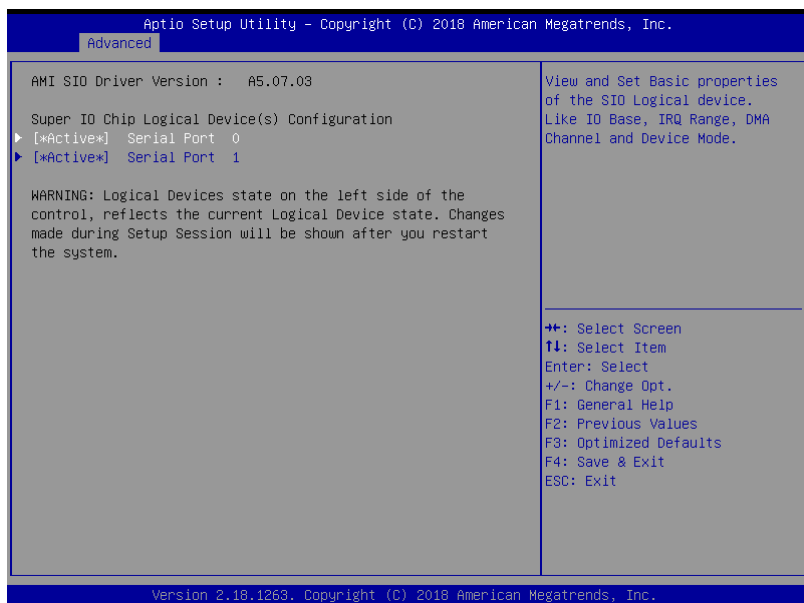 Aptio Setup Utility – Copyright (C) 2018 American Megatrends, Inc.
Advanced
AMI SIO Driver Version : A5.07.03
Super IO Chip Logical Device(s) Configuration
[*Active*] Serial Port 0
[*Active*] Serial Port 1
WARNING: Logical Devices state on the left side of the
control, reflects the current Logical Device state. Changes
made during Setup Session will be shown after you restart
the system.
View and Set Basic properties
of the SIO Logical device.
Like IO Base, IRQ Range, DMA
Channel and Device Mode.
→←: Select Screen
↑↓: Select Item
Enter: Select
+/-: Change Opt.
F1: General Help
F2: Previous Values
F3: Optimized Defaults
F4: Save & Exit
ESC: Exit
Version 2.18.1263. Copyright (C) 2018 American Megatrends, Inc.